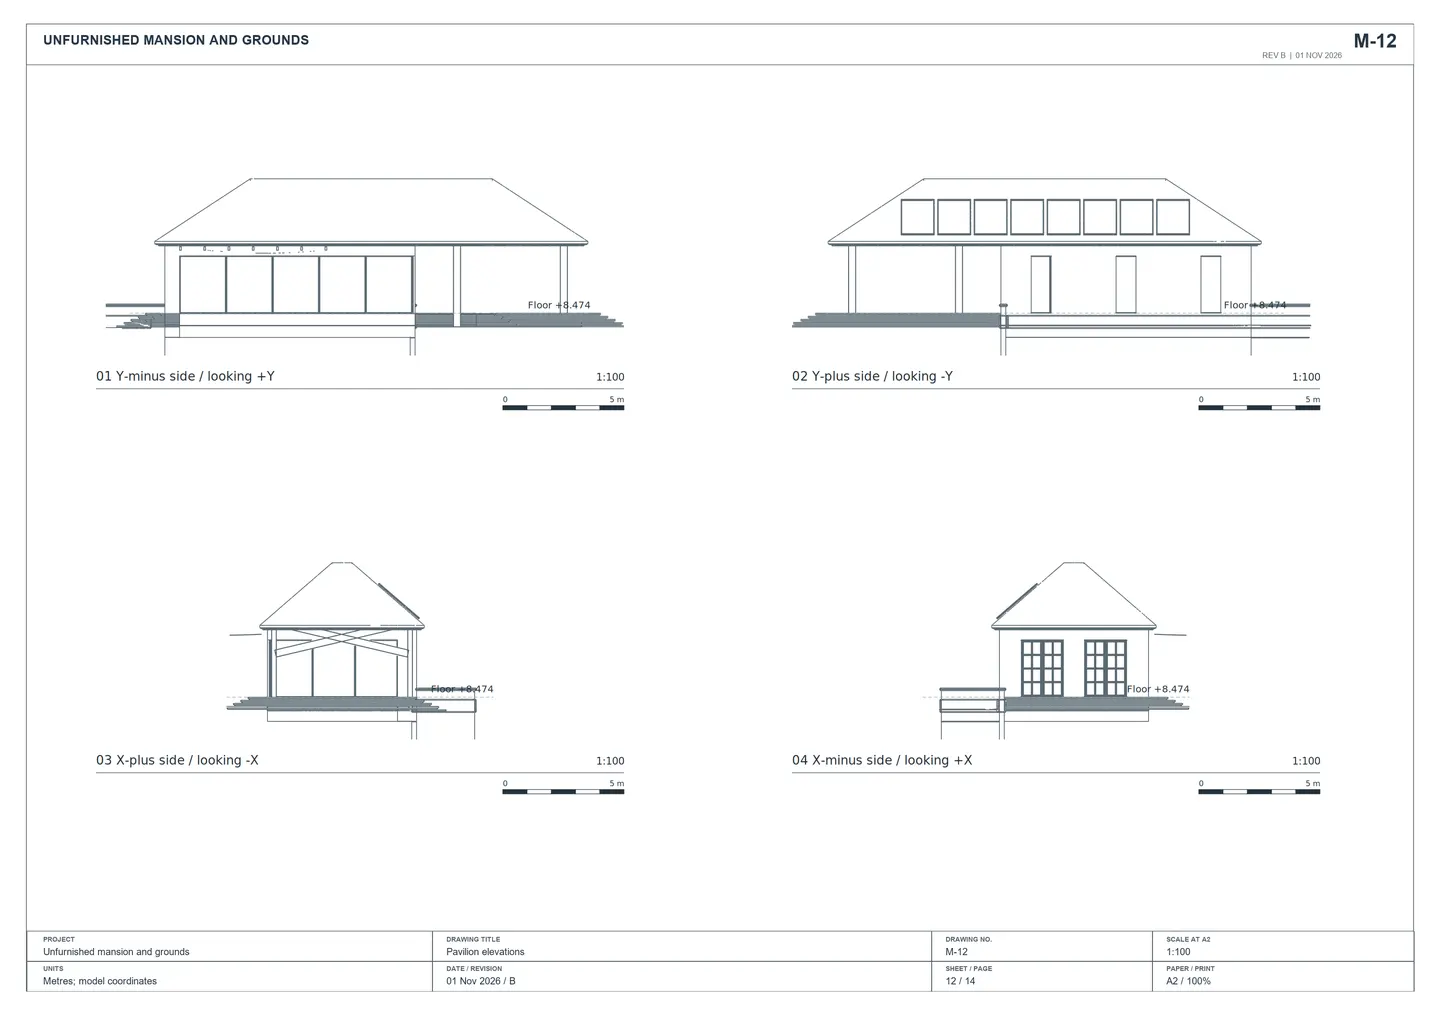 UNFURNISHED MANSION AND GROUNDS
M-12
REV B | 01 NOV 2026
Floor +8.474
01 Y-minus side / looking +Y
1:100
0 5 m
Floor +8.474
02 Y-plus side / looking -Y
1:100
0 5 m
Floor +8.474
03 X-plus side / looking -X
1:100
0 5 m
Floor +8.474
04 X-minus side / looking +X
1:100
0 5 m
PROJECT
Unfurnished mansion and grounds
DRAWING TITLE
Pavilion elevations
DRAWING NO.
M-12
SCALE AT A2
1:100
UNITS
Metres; model coordinates
DATE / REVISION
01 Nov 2026 / B
SHEET / PAGE
12 / 14
PAPER / PRINT
A2 / 100%